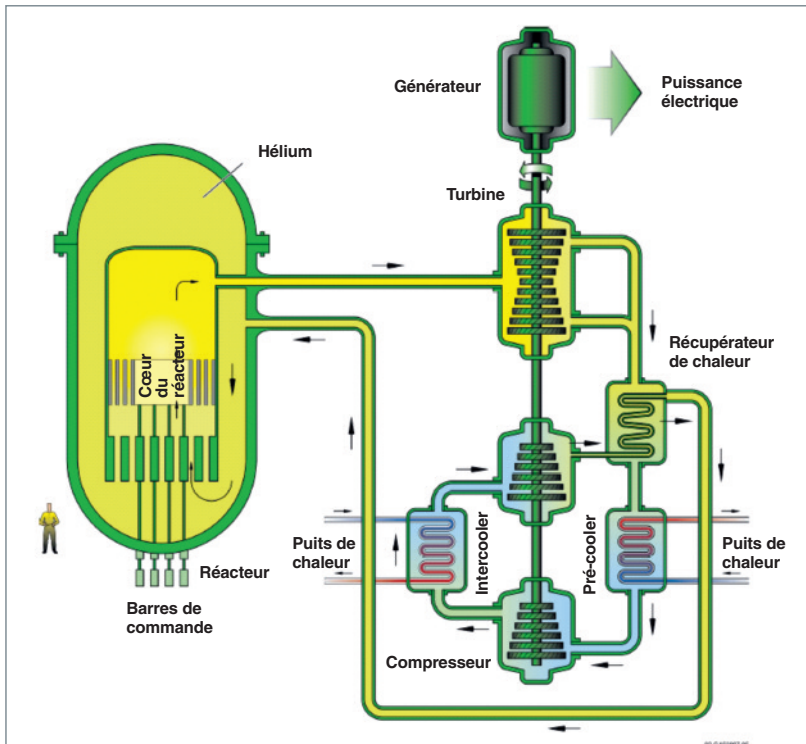 Générateur
Puissance
électrique
Hélium
Turbine
Récupérateur
de chaleur
Cœur
du
réacteur
Puits de
chaleur
Intercooler
Pré-cooler
Puits de
chaleur
Réacteur
Barres de
commande
Compresseur